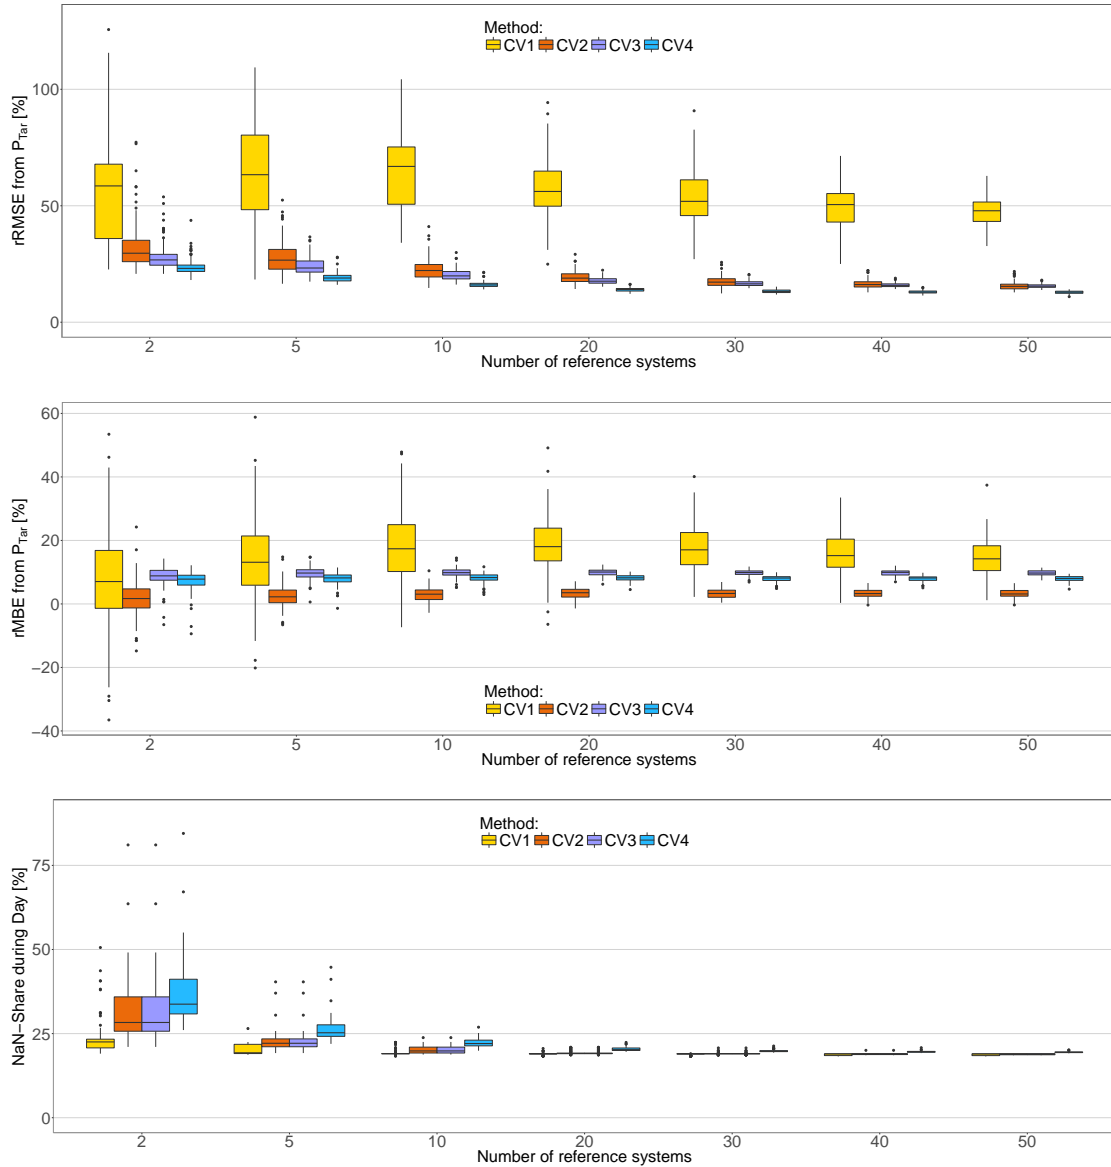 Method:
CV1 CV2 CV3 CV4
rRMSE from P_Tar [%]
100
50
0
2 5 10 20 30 40 50
Number of reference systems
60
40
20
0
−20
−40
rMBE from P_Tar [%]
Method:
CV1 CV2 CV3 CV4
2 5 10 20 30 40 50
Number of reference systems
Method:
CV1 CV2 CV3 CV4
NaN−Share during Day [%]
75
50
25
0
2 5 10 20 30 40 50
Number of reference systems